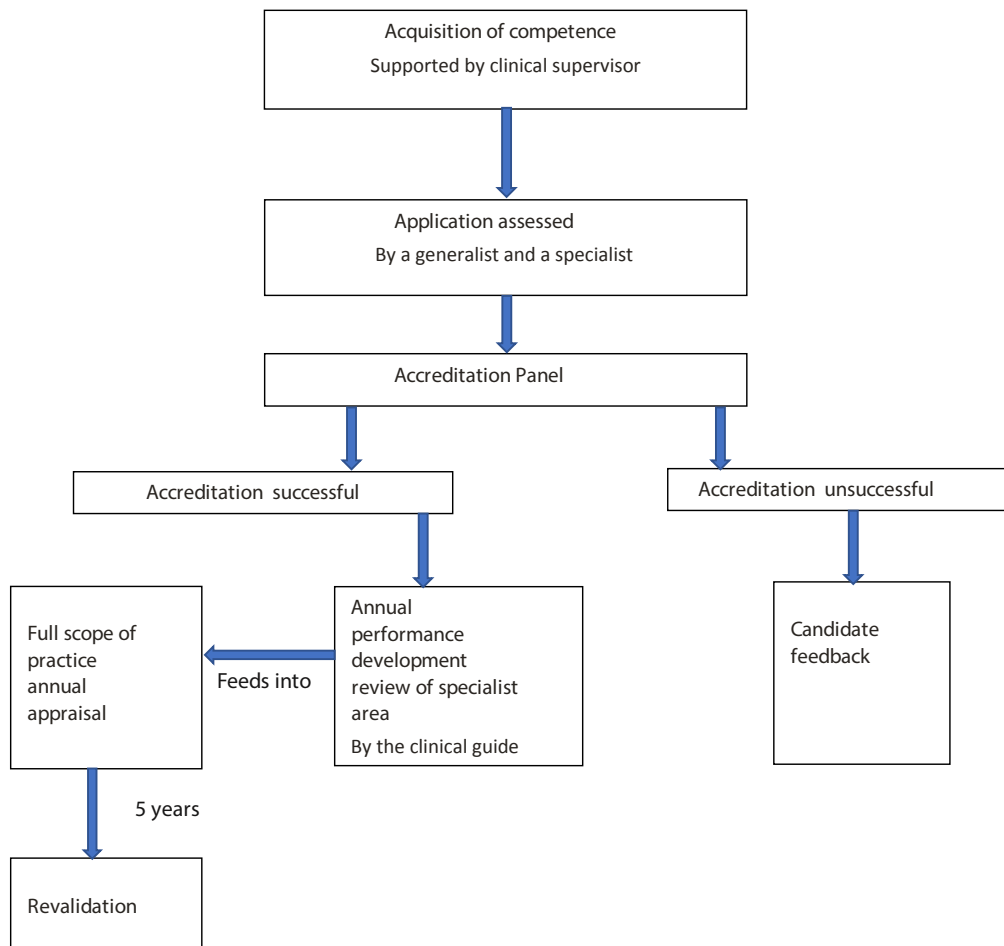 Acquisition of competence
Supported by clinical supervisor
Application assessed
By a generalist and a specialist
Accreditation Panel
Accreditation successful
Accreditation unsuccessful
Full scope of
practice
annual
appraisal
Feeds into
Annual
performance
development
review of specialist
area
By the clinical guide
Candidate
feedback
5 years
Revalidation